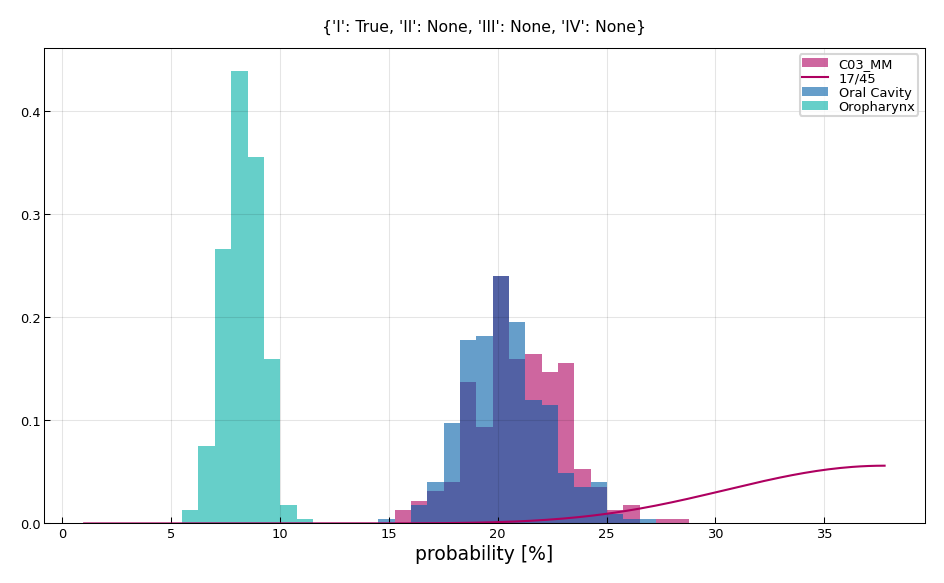 {'I': True, 'II': None, 'III': None, 'IV': None}
C03_MM
17/45
Oral Cavity
Oropharynx
0.4
0.3
0.2
0.1
0.0
0 5 10 15 20 25 30 35
probability [%]